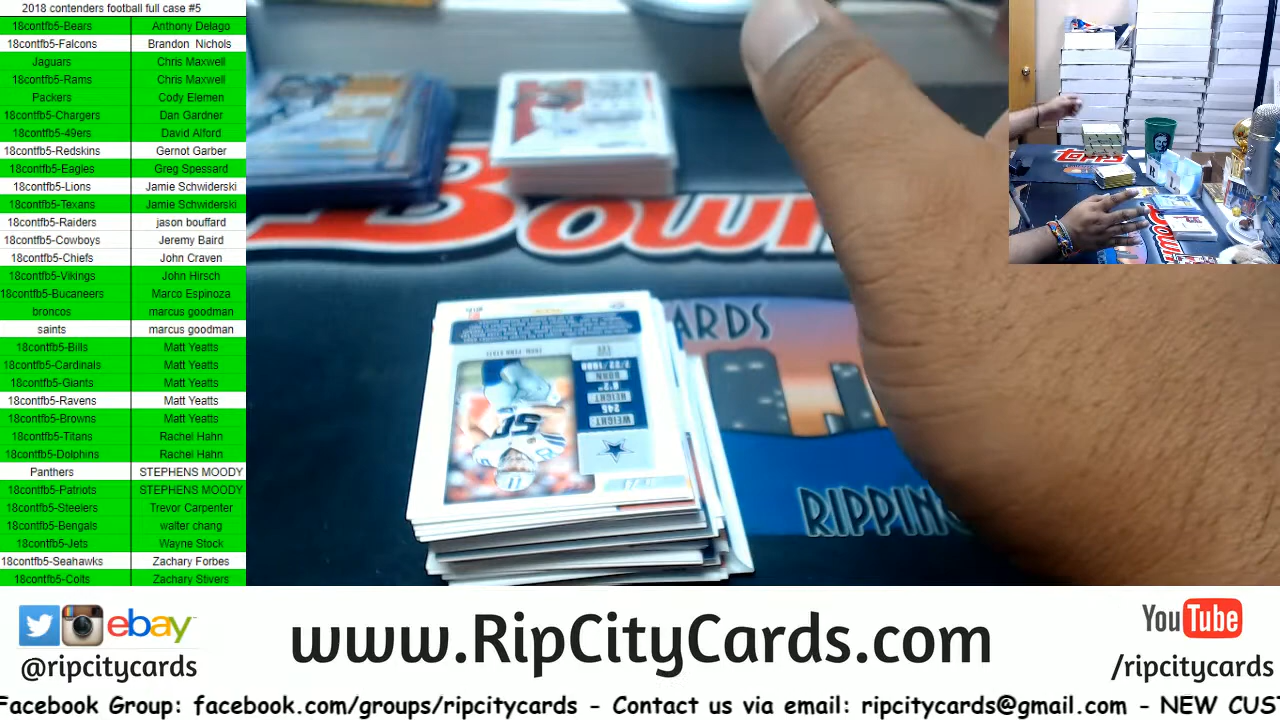 2018 contenders football full case #5
18contfb5-Bears Anthony Delago
18contfb5-Falcons Brandon Nichols
Jaguars Chris Maxwell
18contfb5-Rams Chris Maxwell
Packers Cody Elemen
18contfb5-Chargers Dan Gardner
18contfb5-49ers David Alford
18contfb5-Redskins Gernot Garber
18contfb5-Eagles Greg Spessard
18contfb5-Lions Jamie Schwiderski
18contfb5-Texans Jamie Schwiderski
18contfb5-Raiders jason bouffard
18contfb5-Cowboys Jeremy Baird
18contfb5-Chiefs John Craven
18contfb5-Vikings John Hirsch
18contfb5-Bucaneers Marco Espinoza
broncos marcus goodman
saints marcus goodman
18contfb5-Bills Matt Yeatts
18contfb5-Cardinals Matt Yeatts
18contfb5-Giants Matt Yeatts
18contfb5-Ravens Matt Yeatts
18contfb5-Browns Matt Yeatts
18contfb5-Titans Rachel Hahn
18contfb5-Dolphins Rachel Hahn
Panthers STEPHENS MOODY
18contfb5-Patriots STEPHENS MOODY
18contfb5-Steelers Trevor Carpenter
18contfb5-Bengals walter chang
18contfb5-Jets Wayne Stock
18contfb5-Seahawks Zachary Forbes
18contfb5-Colts Zachary Stivers
topps
Bown
Bown
ARDS
RIPPING
WEIGHT
HEIGHT
BORN
50
ebay
@ripcitycards
www.RipCityCards.com
YouTube
/ripcitycards
Facebook Group: facebook.com/groups/ripcitycards - Contact us via email: ripcitycards@gmail.com - NEW CUS